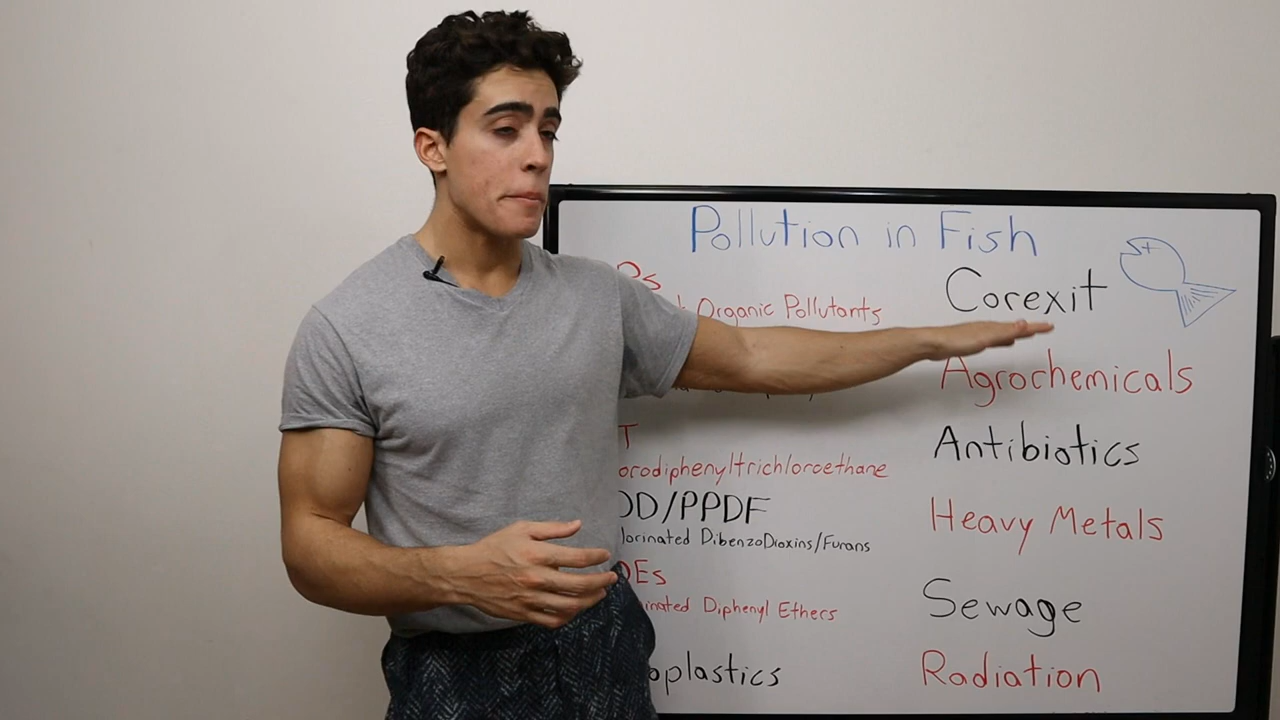 Pollution in Fish
Ps
Organic Pollutants
T
orodiphenyltrichloroethane
DD/PPDF
lorinated DibenzoDioxins/Furans
DEs
inated Diphenyl Ethers
oplastics
Corexit
Agrochemicals
Antibiotics
Heavy Metals
Sewage
Radiation